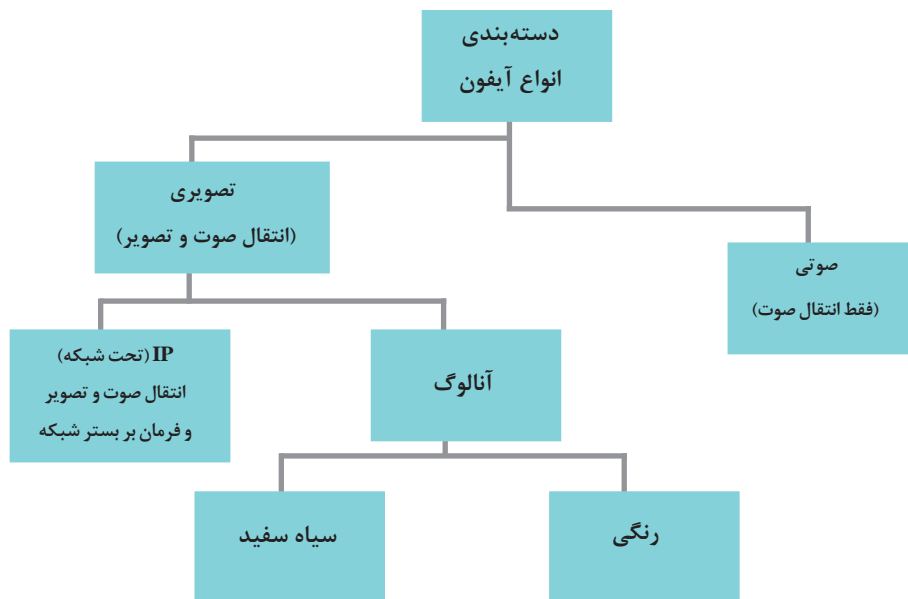 دسته‌بندی
انواع آیفون
صوتی
(فقط انتقال صوت)
تصویری
(انتقال صوت و تصویر)
آنالوگ
IP (تحت شبکه)
انتقال صوت و تصویر
و فرمان بر بستر شبکه
رنگی
سیاه سفید